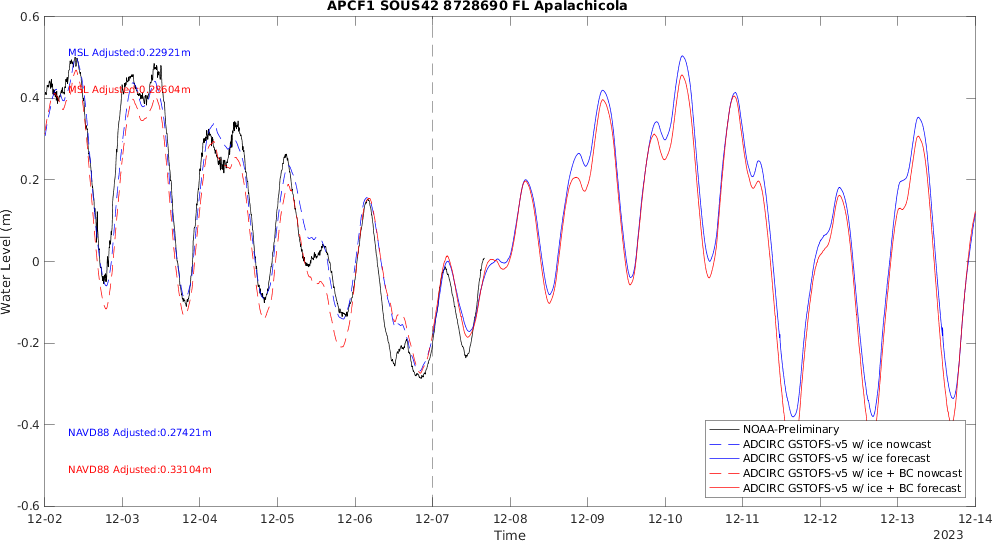 APCF1 SOUS42 8728690 FL Apalachicola
0.6
0.4
0.2
0
-0.2
-0.4
-0.6
Water Level (m)
MSL Adjusted:0.22921m
MSL Adjusted:0.28604m
NAVD88 Adjusted:0.27421m
NAVD88 Adjusted:0.33104m
NOAA-Preliminary
ADCIRC GSTOFS-v5 w/ ice nowcast
ADCIRC GSTOFS-v5 w/ ice forecast
ADCIRC GSTOFS-v5 w/ ice + BC nowcast
ADCIRC GSTOFS-v5 w/ ice + BC forecast
12-02 12-03 12-04 12-05 12-06 12-07 12-08 12-09 12-10 12-11 12-12 12-13 12-14
Time
2023